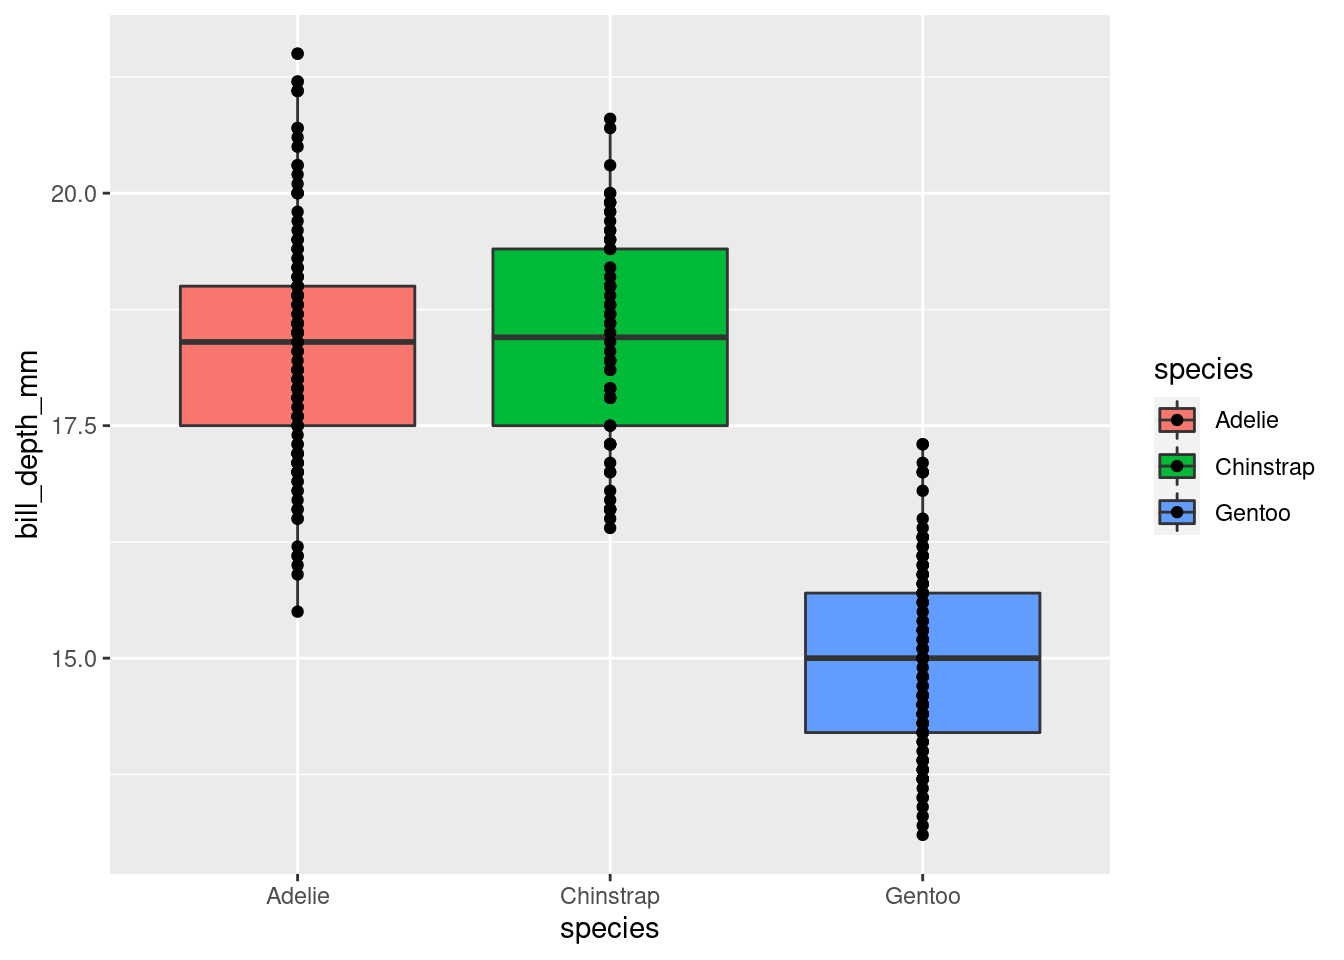 bill_depth_mm
20.0
17.5
15.0
Adelie
Chinstrap
Gentoo
species
species
Adelie
Chinstrap
Gentoo